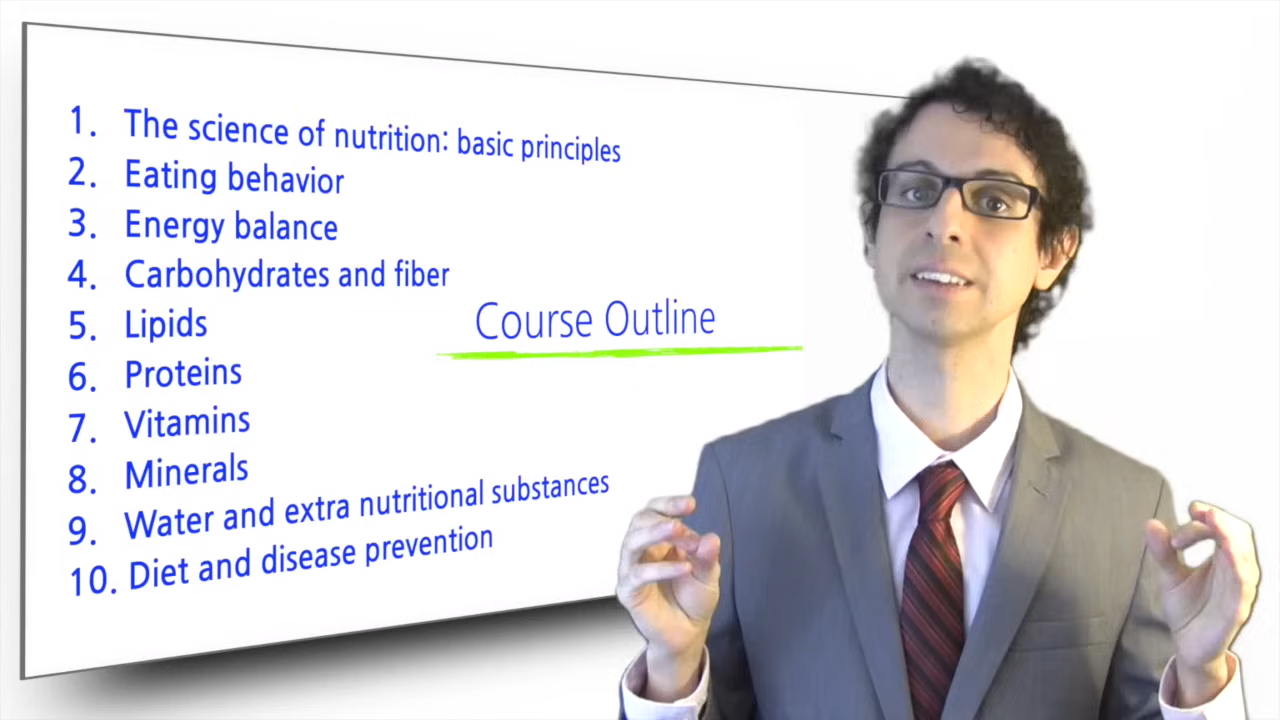 1. The science of nutrition: basic principles
2. Eating behavior
3. Energy balance
4. Carbohydrates and fiber
5. Lipids
6. Proteins
7. Vitamins
8. Minerals
9. Water and extra nutritional substances
10. Diet and disease prevention
Course Outline